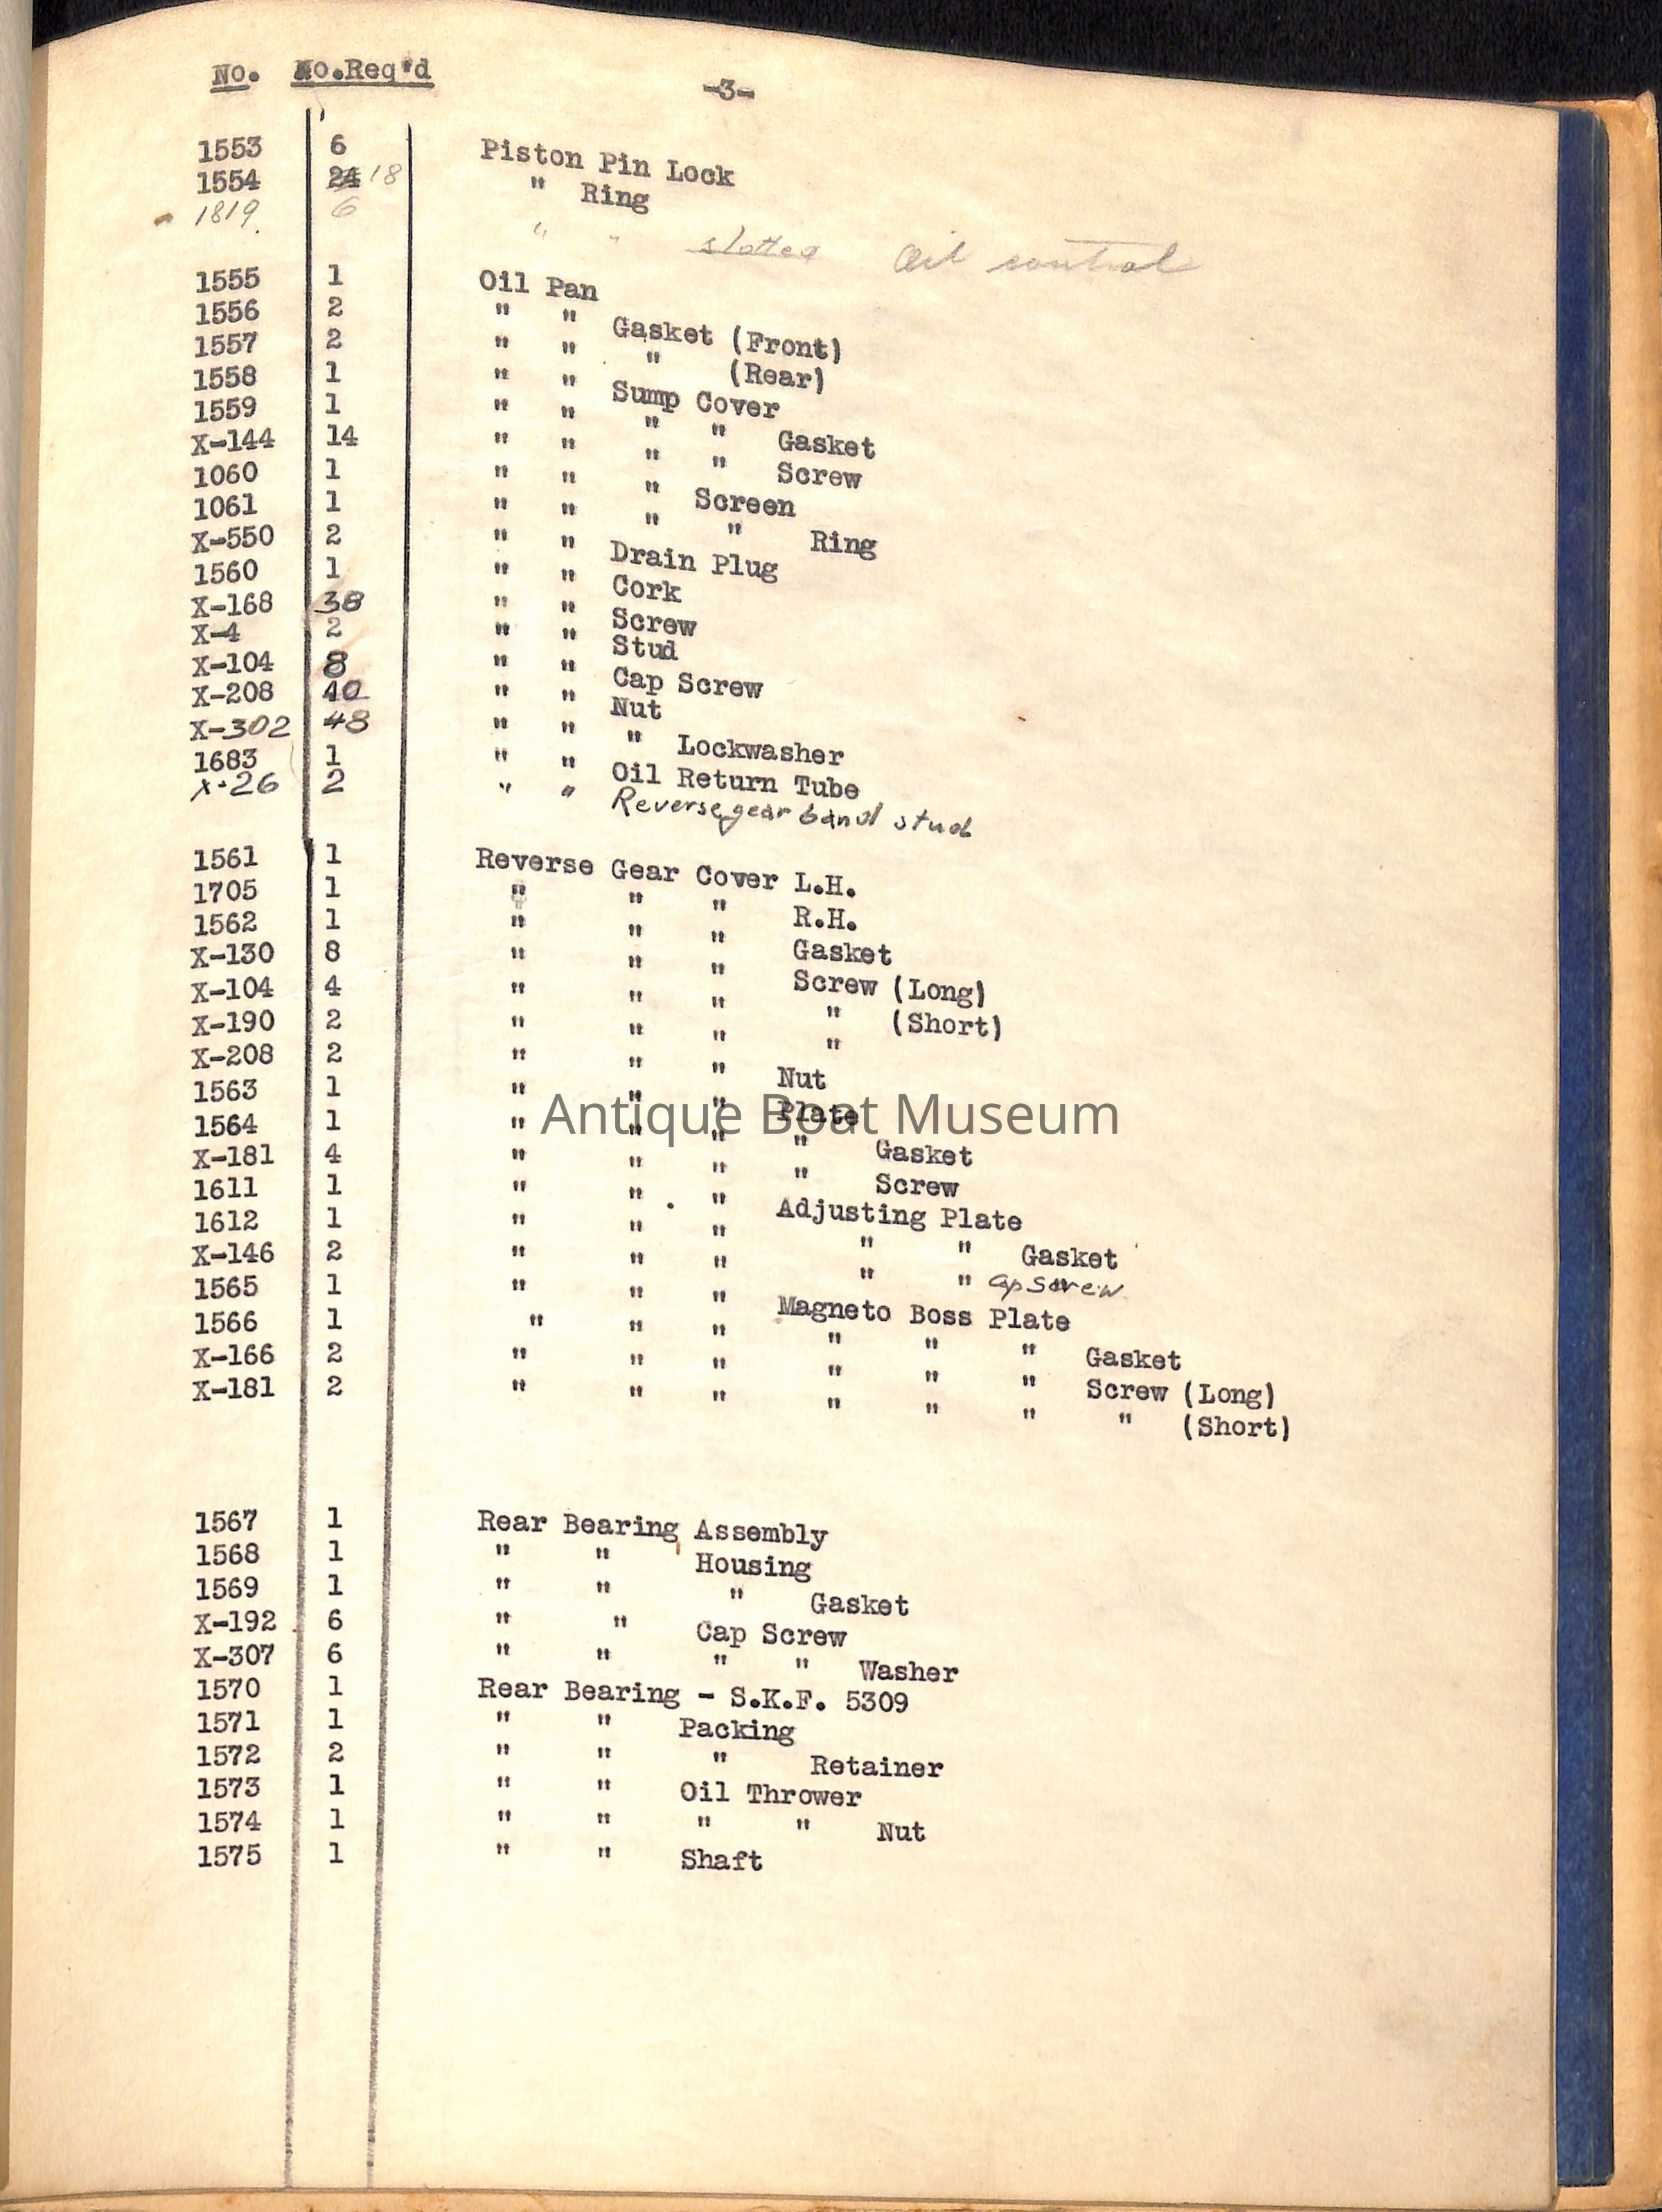 No. No.Req'd
-3-
1553 6 Piston Pin Lock
1554 24 18 " Ring
1819. 6 " " slotted Oil control
1555 1 Oil Pan
1556 2 " " Gasket (Front)
1557 2 " " " (Rear)
1558 1 " " Sump Cover
1559 1 " " " " Gasket
X-144 14 " " " " Screw
1060 1 " " " Screen
1061 1 " " " " Ring
X-550 2 " " Drain Plug
1560 1 " " Cork
X-168 38 " " Screw
X-4 2 " " Stud
X-104 8 " " Cap Screw
X-208 40 " " Nut
X-302 48 " " " Lockwasher
1683 1 " " Oil Return Tube
X-26 2 " " Reverse gear band stud
1561 1 Reverse Gear Cover L.H.
1705 1 " " " R.H.
1562 1 " " " Gasket
X-130 8 " " " Screw (Long)
X-104 4 " " " " (Short)
X-190 2 " " " "
X-208 2 " " " Nut
1563 1 " " " Plate
1564 1 " " " " Gasket
X-181 4 " " " " Screw
1611 1 " " " Adjusting Plate
1612 1 " " " " " Gasket
X-146 2 " " " " " Cap screw
1565 1 " " " Magneto Boss Plate
1566 1 " " " " " " Gasket
X-166 2 " " " " " " Screw (Long)
X-181 2 " " " " " " " (Short)
1567 1 Rear Bearing Assembly
1568 1 " " Housing
1569 1 " " " Gasket
X-192 6 " " Cap Screw
X-307 6 " " " " Washer
1570 1 Rear Bearing - S.K.F. 5309
1571 1 " " Packing
1572 2 " " " Retainer
1573 1 " " Oil Thrower
1574 1 " " " " Nut
1575 1 " " Shaft
Antique Boat Museum